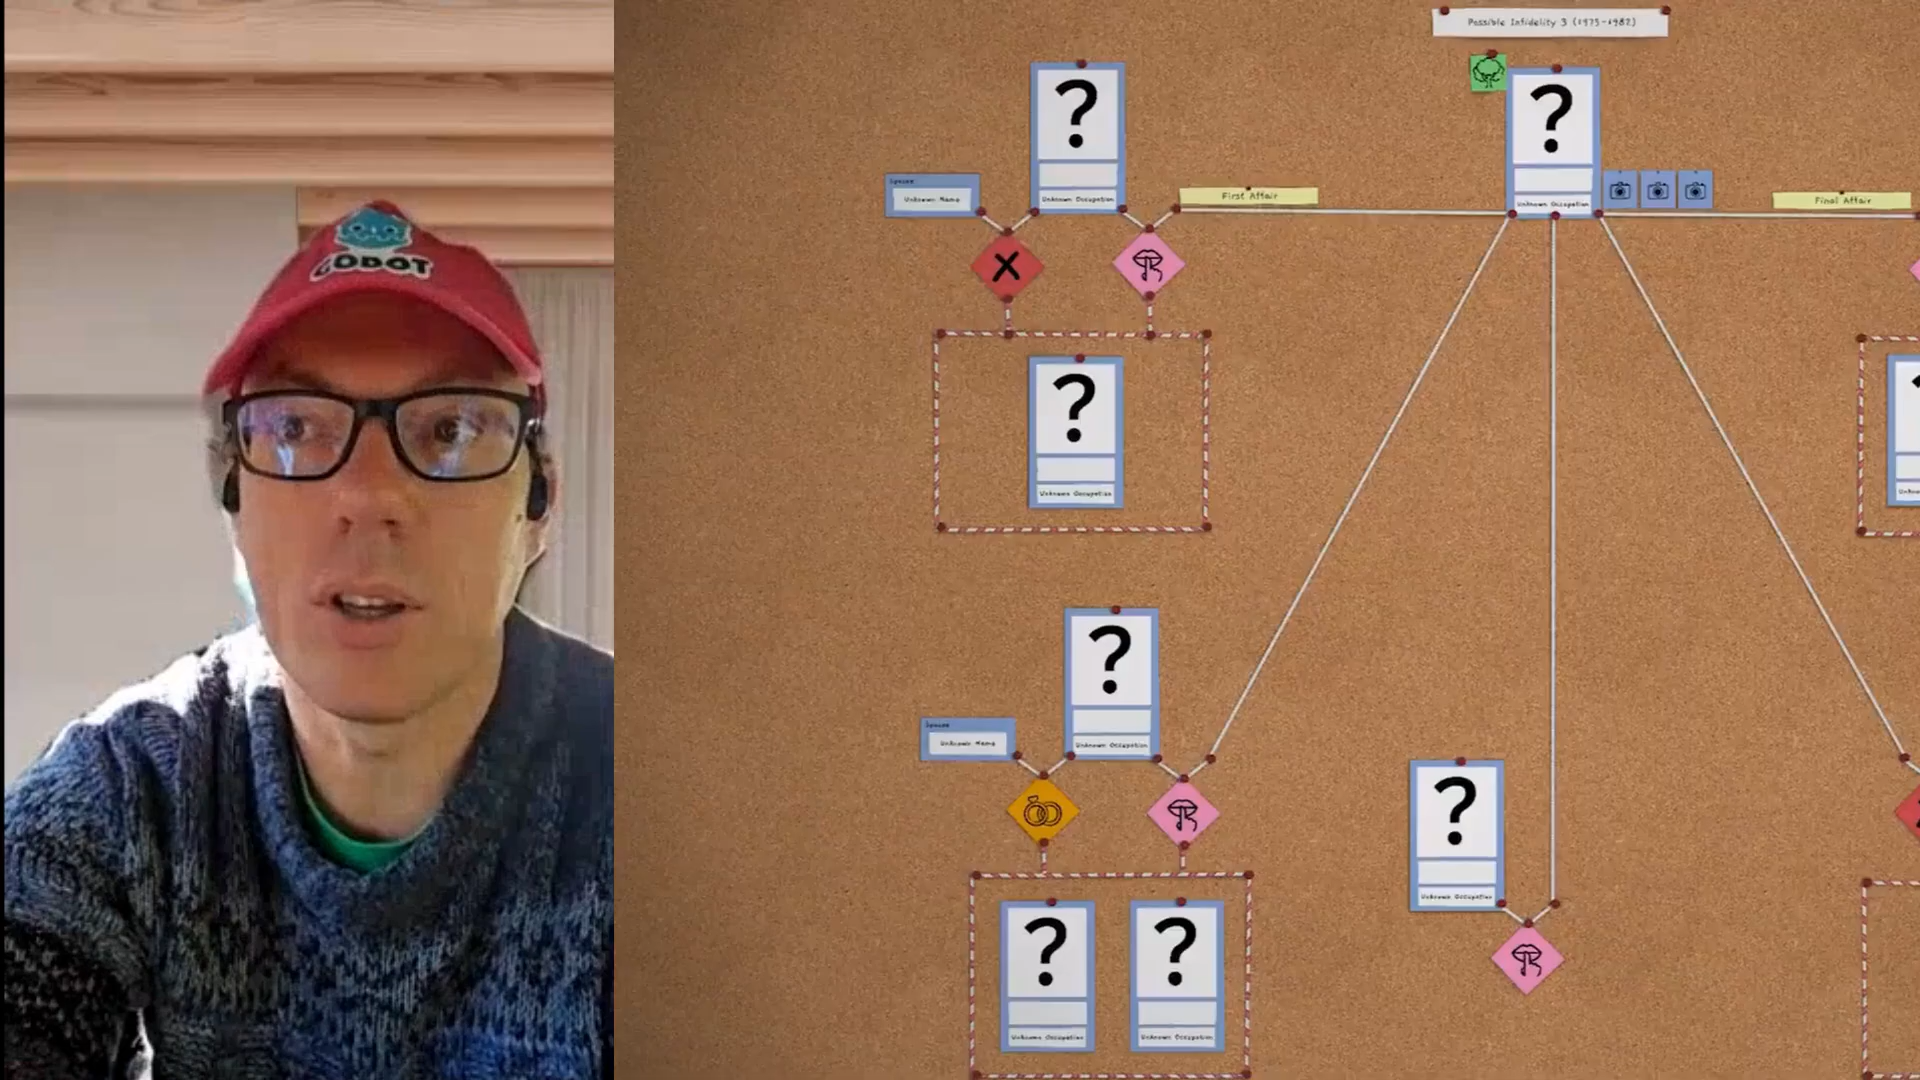 Possible Infidelity 3 (1975-1982)
?
?
Spouse
Unknown Name
Unknown Occupation
First Affair
Unknown Occupation
Final Affair
X
GODOT
?
Unknown Occupation
?
Spouse
Unknown Name
Unknown Occupation
?
Unknown Occupation
?
?
Unknown Occupation
Unknown Occupation